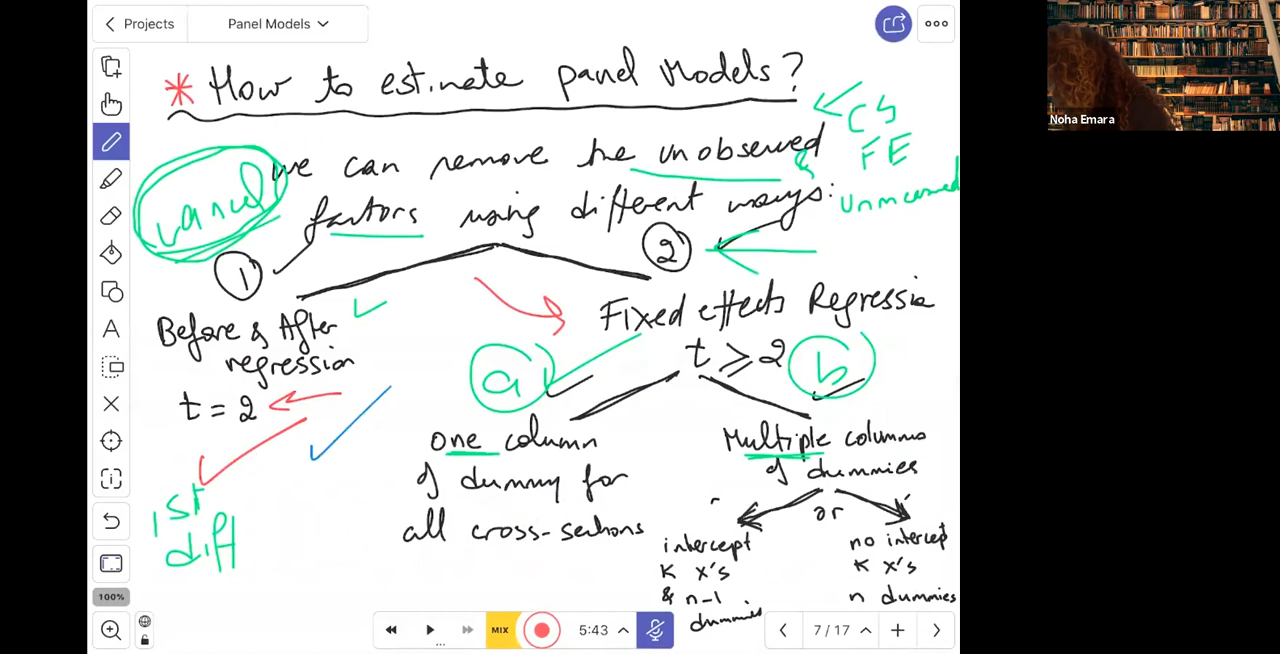 Projects
Panel Models
Noha Emara
* How to estimate panel Models?
CS
FE
we can remove the unobserved &
unmeasured
cancel
factors using different ways:
1
2
Before & After
regression
t = 2
1st
diff
Fixed effects Regressio
t ≥ 2
a
b
One column
of dummy for
all cross-sections
Multiple columns
of dummies
or
intercept
K X's
& n-1
dummies
no intercept
K X's
n dummies
A
100%
MIX
5:43
7 / 17